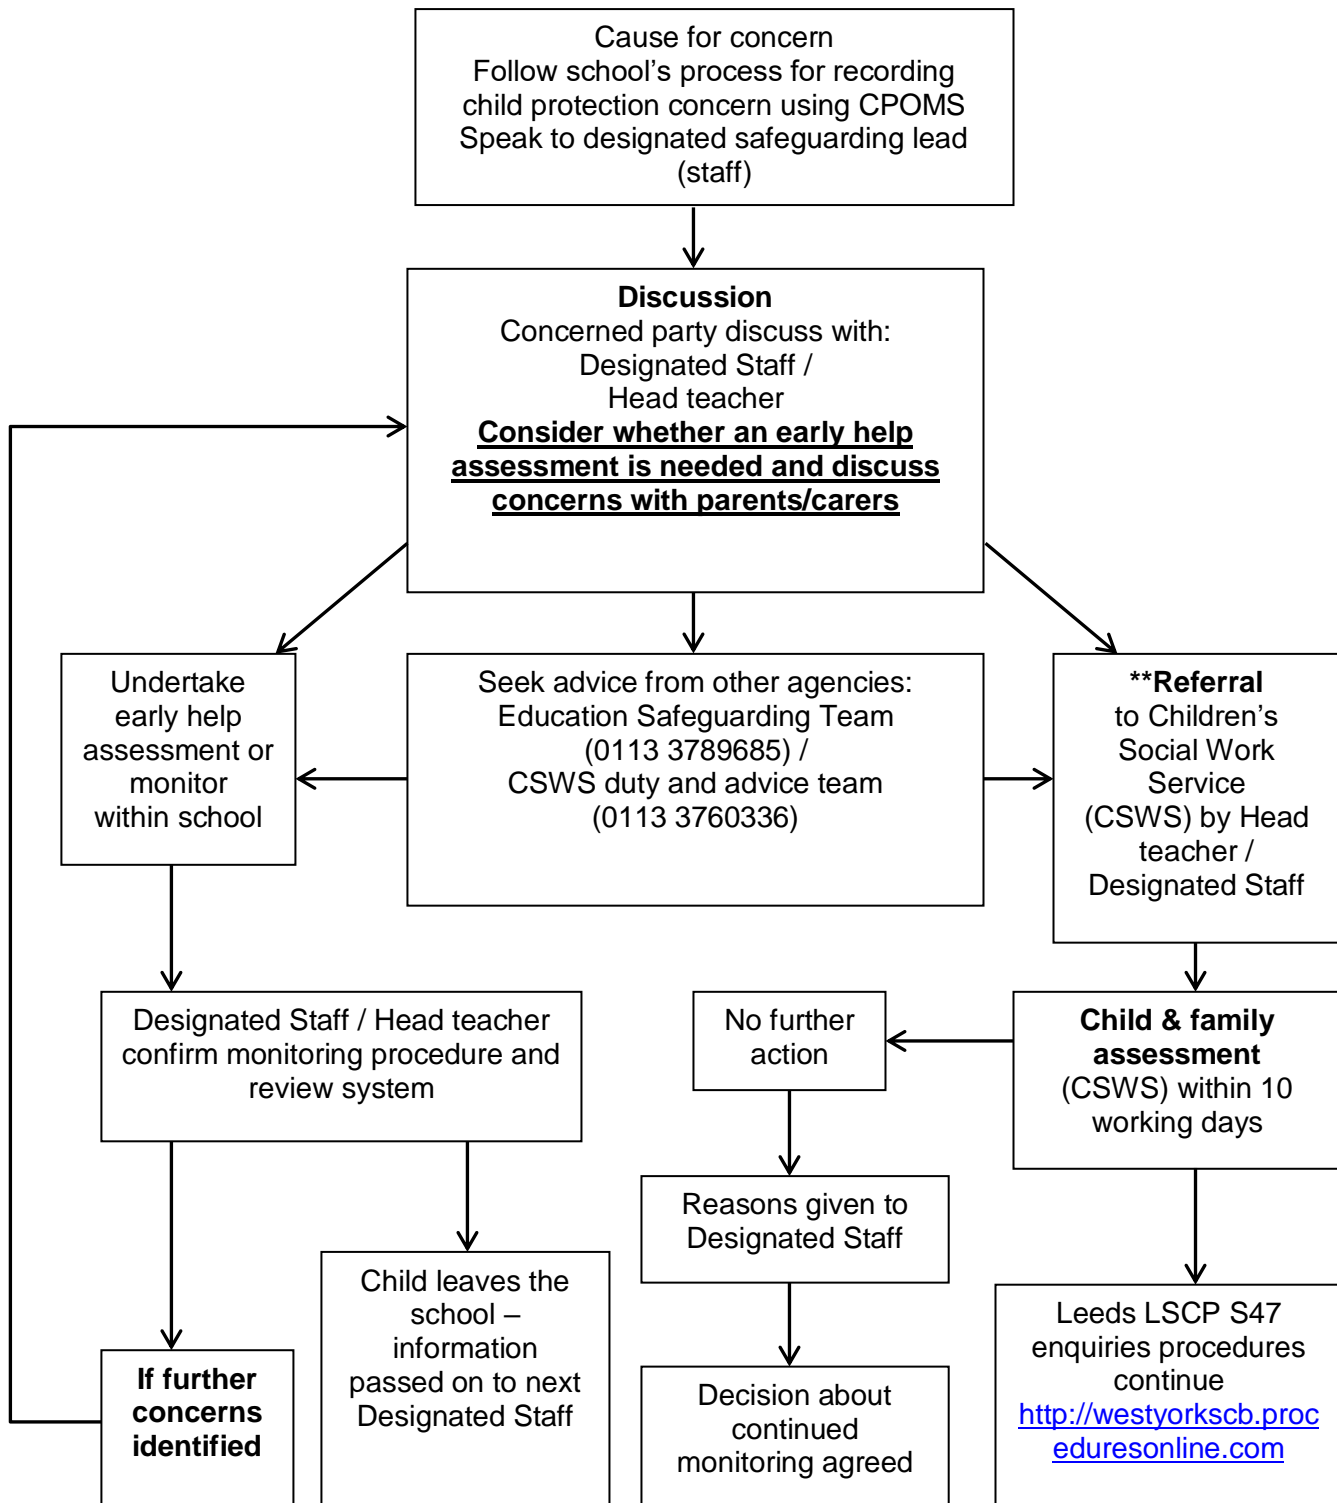 Cause for concern
Follow school’s process for recording
child protection concern using CPOMS
Speak to designated safeguarding lead
(staff)
Discussion
Concerned party discuss with:
Designated Staff /
Head teacher
Consider whether an early help
assessment is needed and discuss
concerns with parents/carers
Undertake
early help
assessment or
monitor
within school
Seek advice from other agencies:
Education Safeguarding Team
(0113 3789685) /
CSWS duty and advice team
(0113 3760336)
**Referral
to Children’s
Social Work
Service
(CSWS) by Head
teacher /
Designated Staff
Designated Staff / Head teacher
confirm monitoring procedure and
review system
No further
action
Child & family
assessment
(CSWS) within 10
working days
Reasons given to
Designated Staff
If further
concerns
identified
Child leaves the
school –
information
passed on to next
Designated Staff
Decision about
continued
monitoring agreed
Leeds LSCP S47
enquiries procedures
continue
http://westyorkscb.proc
eduresonline.com